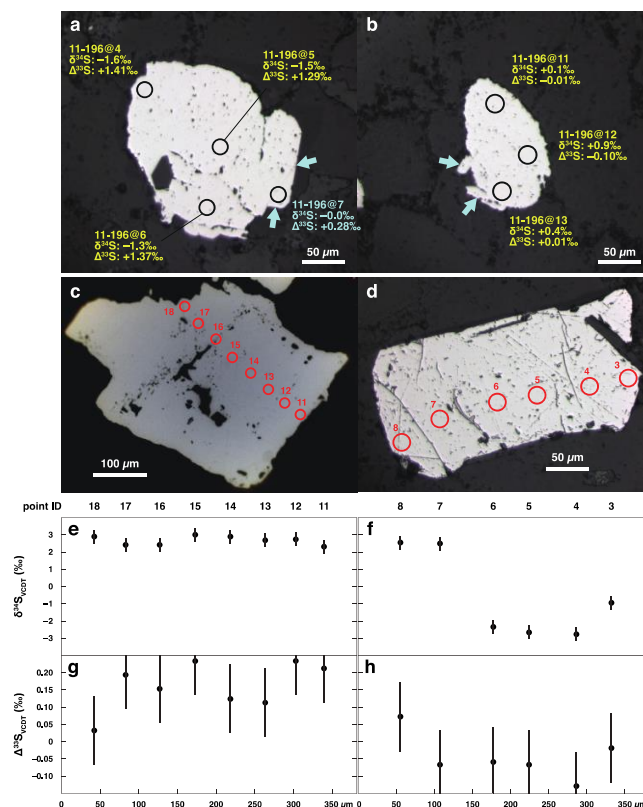 a
11-196@4
δ³⁴S: −1.6‰
Δ³³S: +1.41‰
11-196@5
δ³⁴S: −1.5‰
Δ³³S: +1.29‰
11-196@7
δ³⁴S: −0.0‰
Δ³³S: +0.28‰
11-196@6
δ³⁴S: −1.3‰
Δ³³S: +1.37‰
50 µm
b
11-196@11
δ³⁴S: +0.1‰
Δ³³S: −0.01‰
11-196@12
δ³⁴S: +0.9‰
Δ³³S: −0.10‰
11-196@13
δ³⁴S: +0.4‰
Δ³³S: +0.01‰
50 µm
c
18
17
16
15
14
13
12
11
100 µm
d
3
4
5
6
7
8
50 µm
point ID 18 17 16 15 14 13 12 11 8 7 6 5 4 3
e
δ³⁴S_VCDT (‰)
3
2
1
0
−1
−2
−3
f
g
Δ³³S_VCDT (‰)
0.20
0.15
0.10
0.05
0
−0.05
−0.10
h
0 50 100 150 200 250 300 350 µm
0 50 100 150 200 250 300 350 µm